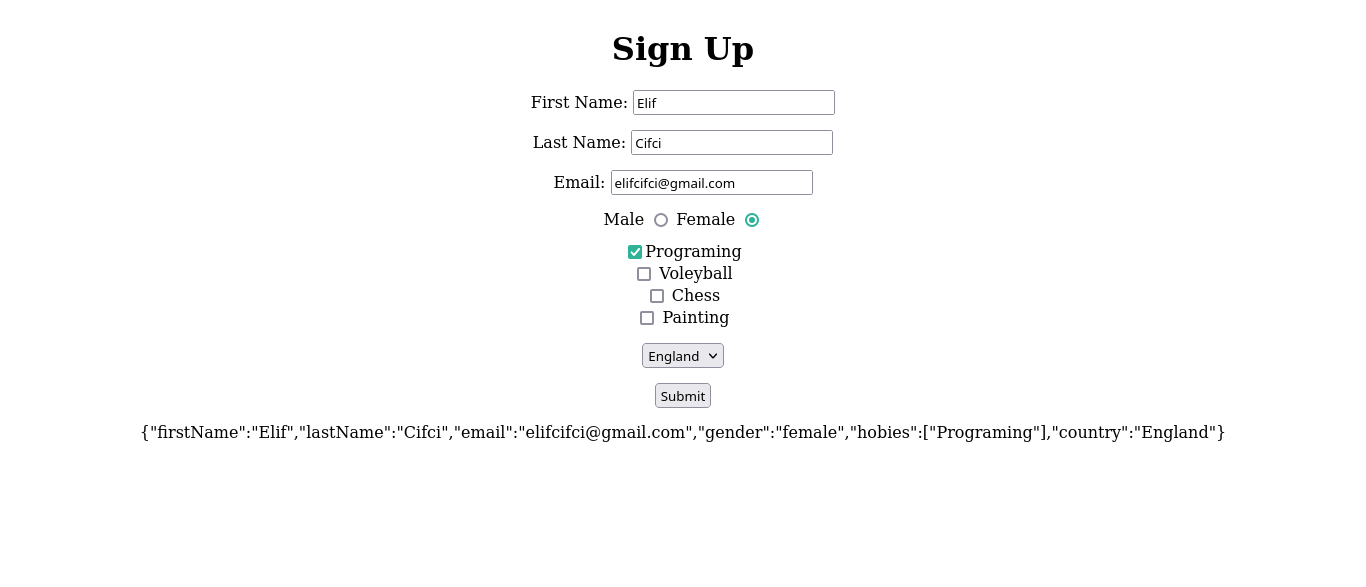 Sign Up
First Name: Elif
Last Name: Cifci
Email: elifcifci@gmail.com
Male Female
Programing
Voleyball
Chess
Painting
England
Submit
{"firstName":"Elif","lastName":"Cifci","email":"elifcifci@gmail.com","gender":"female","hobies":["Programing"],"country":"England"}